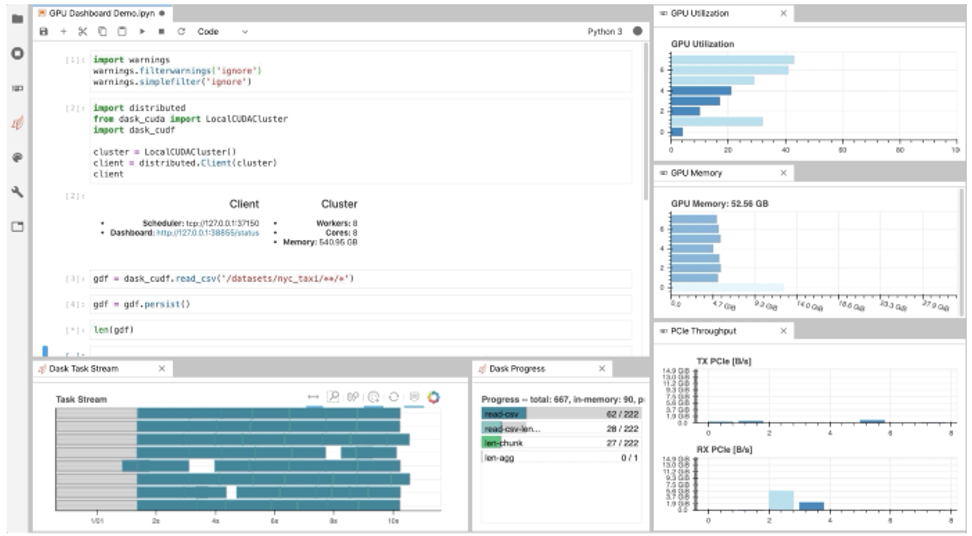 GPU Dashboard Demo.ipyn
Code
Python 3
[1]:
import warnings
warnings.filterwarnings('ignore')
warnings.simplefilter('ignore')
[2]:
import distributed
from dask_cuda import LocalCUDACluster
import dask_cudf
cluster = LocalCUDACluster()
client = distributed.Client(cluster)
client
[2]:
Client
Scheduler: tcp://127.0.0.1:37150
Dashboard: http://127.0.0.1:38855/status
Cluster
Workers: 8
Cores: 8
Memory: 540.95 GB
[3]: gdf = dask_cudf.read_csv('/datasets/nyc_taxi/**/*')
[4]: gdf = gdf.persist()
[*]: len(gdf)
Dask Task Stream
Task Stream
1/01 2s 4s 6s 8s 10s
Dask Progress
Progress -- total: 667, in-memory: 90, p
read-csv 62 / 222
read-csv-len... 28 / 222
len-chunk 27 / 222
len-agg 0 / 1
GPU Utilization
GPU Utilization
6
4
2
0
0 20 40 60 80 10
GPU Memory
GPU Memory: 52.56 GB
6
4
2
0
0.0 4.7 GiB 9.3 GiB 14.0 GiB 18.6 GiB 23.3 GiB 27.9 GiB
PCIe Throughput
TX PCIe [B/s]
14.9 GiB
13.0 GiB
11.2 GiB
9.3 GiB
7.5 GiB
5.6 GiB
3.7 GiB
1.9 GiB
0.0
0 2 4 6 8
RX PCIe [B/s]
14.9 GiB
13.0 GiB
11.2 GiB
9.3 GiB
7.5 GiB
5.6 GiB
3.7 GiB
1.9 GiB
0.0
0 2 4 6 8